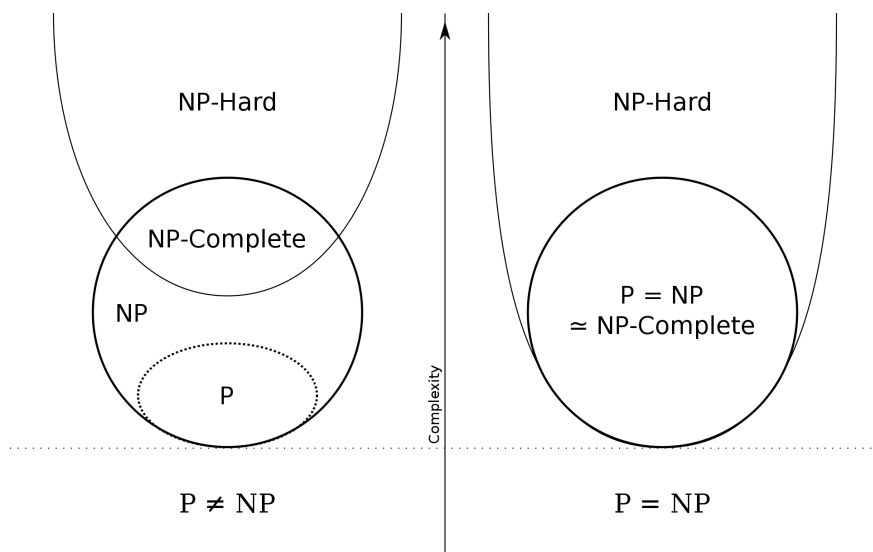 NP-Hard
NP-Complete
NP
P
P ≠ NP
Complexity
NP-Hard
P = NP
≃ NP-Complete
P = NP